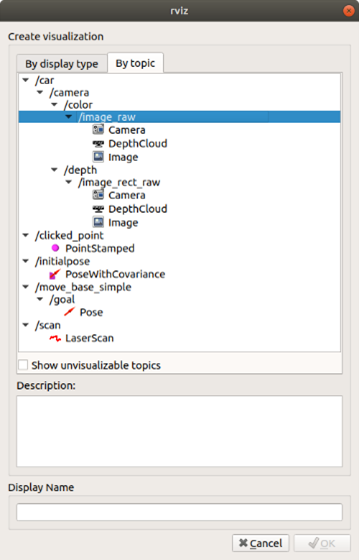 rviz
Create visualization
By display type By topic
/car
/camera
/color
/image_raw
Camera
DepthCloud
Image
/depth
/image_rect_raw
Camera
DepthCloud
Image
/clicked_point
PointStamped
/initialpose
PoseWithCovariance
/move_base_simple
/goal
Pose
/scan
LaserScan
Show unvisualizable topics
Description:
Display Name
Cancel OK